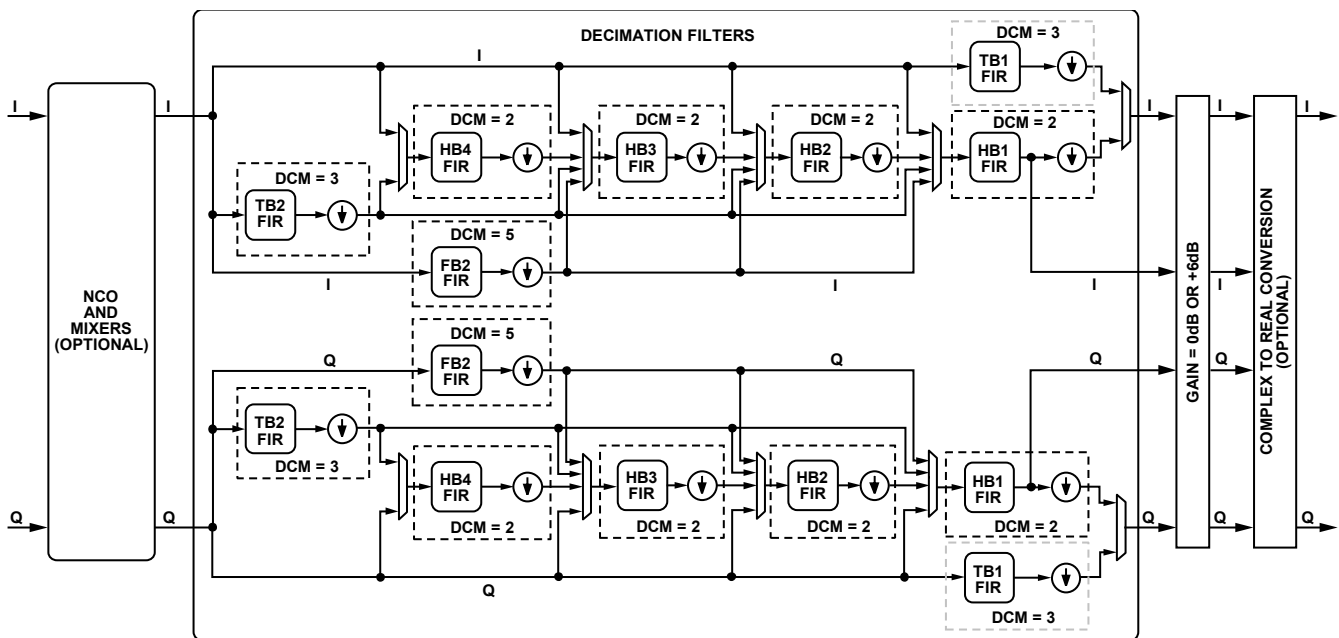 DECIMATION FILTERS
DCM = 3
I
TB1
FIR
I
I
I
I
I
DCM = 2
DCM = 2
DCM = 2
DCM = 2
HB4
FIR
HB3
FIR
HB2
FIR
HB1
FIR
DCM = 3
TB2
FIR
DCM = 5
FB2
FIR
I
I
I
I
NCO
AND
MIXERS
(OPTIONAL)
GAIN = 0dB OR +6dB
COMPLEX TO REAL CONVERSION
(OPTIONAL)
DCM = 5
Q
FB2
FIR
Q
Q
Q
TB2
FIR
DCM = 3
HB4
FIR
HB3
FIR
HB2
FIR
HB1
FIR
DCM = 2
DCM = 2
DCM = 2
DCM = 2
Q
Q
Q
Q
Q
TB1
FIR
Q
DCM = 3